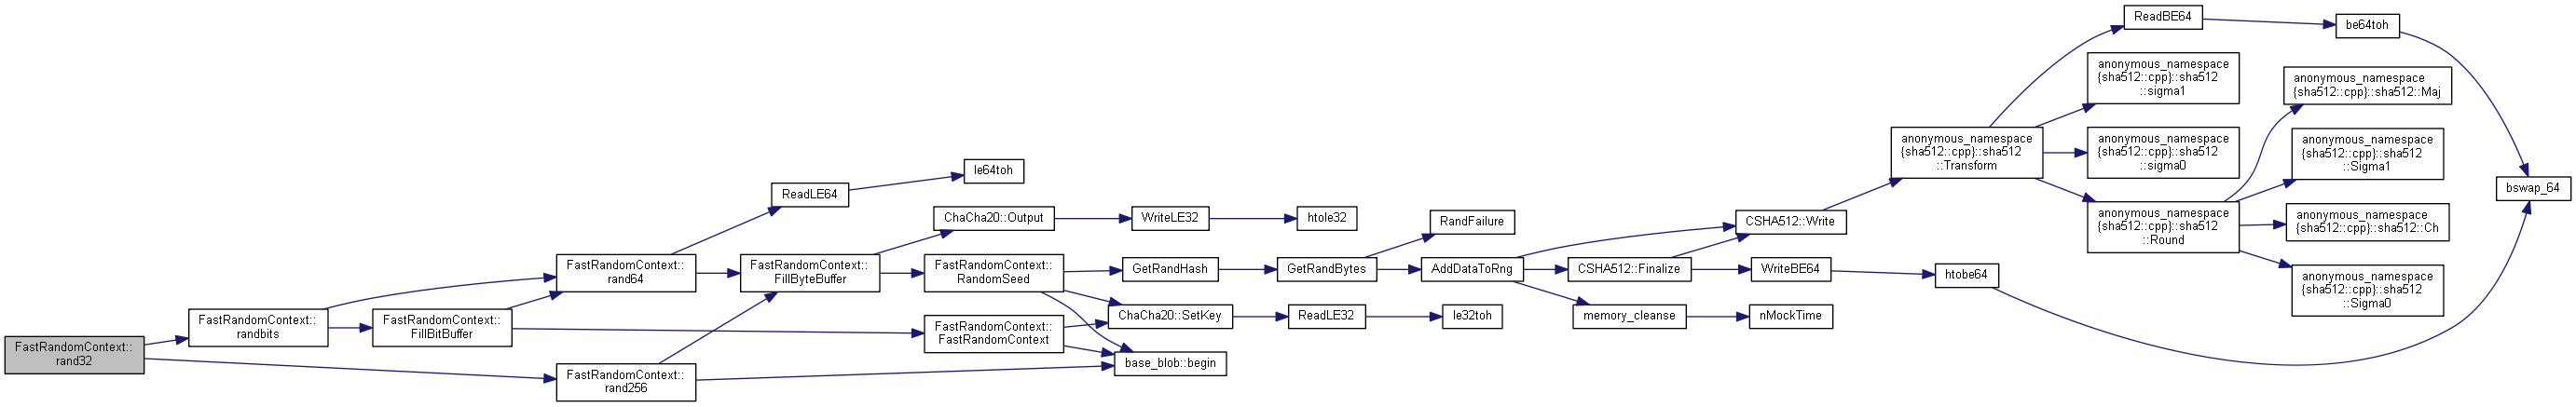 FastRandomContext::
rand32
FastRandomContext::
randbits
FastRandomContext::
FillBitBuffer
FastRandomContext::
rand64
FastRandomContext::
rand256
ReadLE64
le64toh
FastRandomContext::
FillByteBuffer
ChaCha20::Output
FastRandomContext::
RandomSeed
FastRandomContext::
FastRandomContext
WriteLE32
htole32
GetRandHash
ChaCha20::SetKey
base_blob::begin
GetRandBytes
ReadLE32
le32toh
RandFailure
AddDataToRng
CSHA512::Write
CSHA512::Finalize
memory_cleanse
WriteBE64
nMockTime
htobe64
anonymous_namespace
{sha512::cpp}::sha512
::Transform
ReadBE64
be64toh
anonymous_namespace
{sha512::cpp}::sha512
::sigma1
anonymous_namespace
{sha512::cpp}::sha512
::sigma0
anonymous_namespace
{sha512::cpp}::sha512
::Round
anonymous_namespace
{sha512::cpp}::sha512::Maj
anonymous_namespace
{sha512::cpp}::sha512
::Sigma1
anonymous_namespace
{sha512::cpp}::sha512::Ch
anonymous_namespace
{sha512::cpp}::sha512
::Sigma0
bswap_64